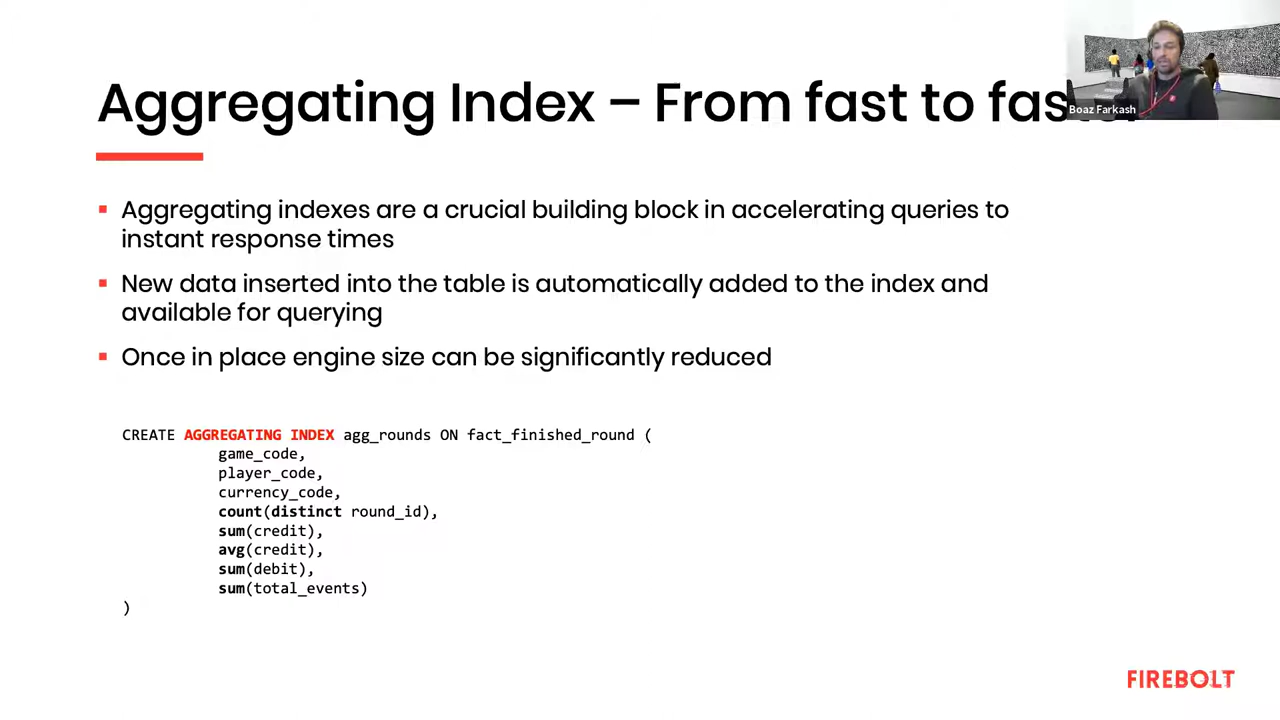 Aggregating Index – From fast to
Boaz Farkash
▪ Aggregating indexes are a crucial building block in accelerating queries to
instant response times
▪ New data inserted into the table is automatically added to the index and
available for querying
▪ Once in place engine size can be significantly reduced
CREATE AGGREGATING INDEX agg_rounds ON fact_finished_round (
game_code,
player_code,
currency_code,
count(distinct round_id),
sum(credit),
avg(credit),
sum(debit),
sum(total_events)
)
FIREBOLT